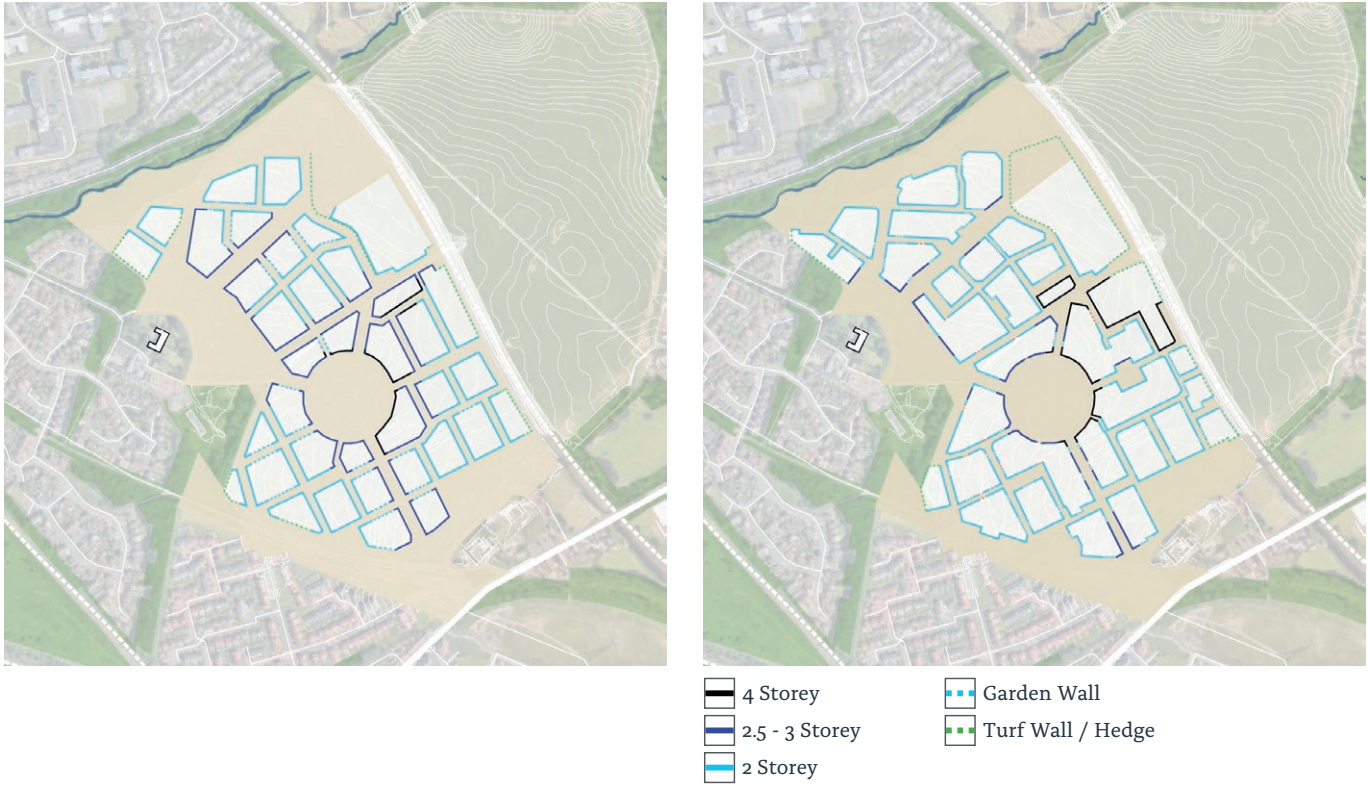 4 Storey
2.5 - 3 Storey
2 Storey
Garden Wall
Turf Wall / Hedge